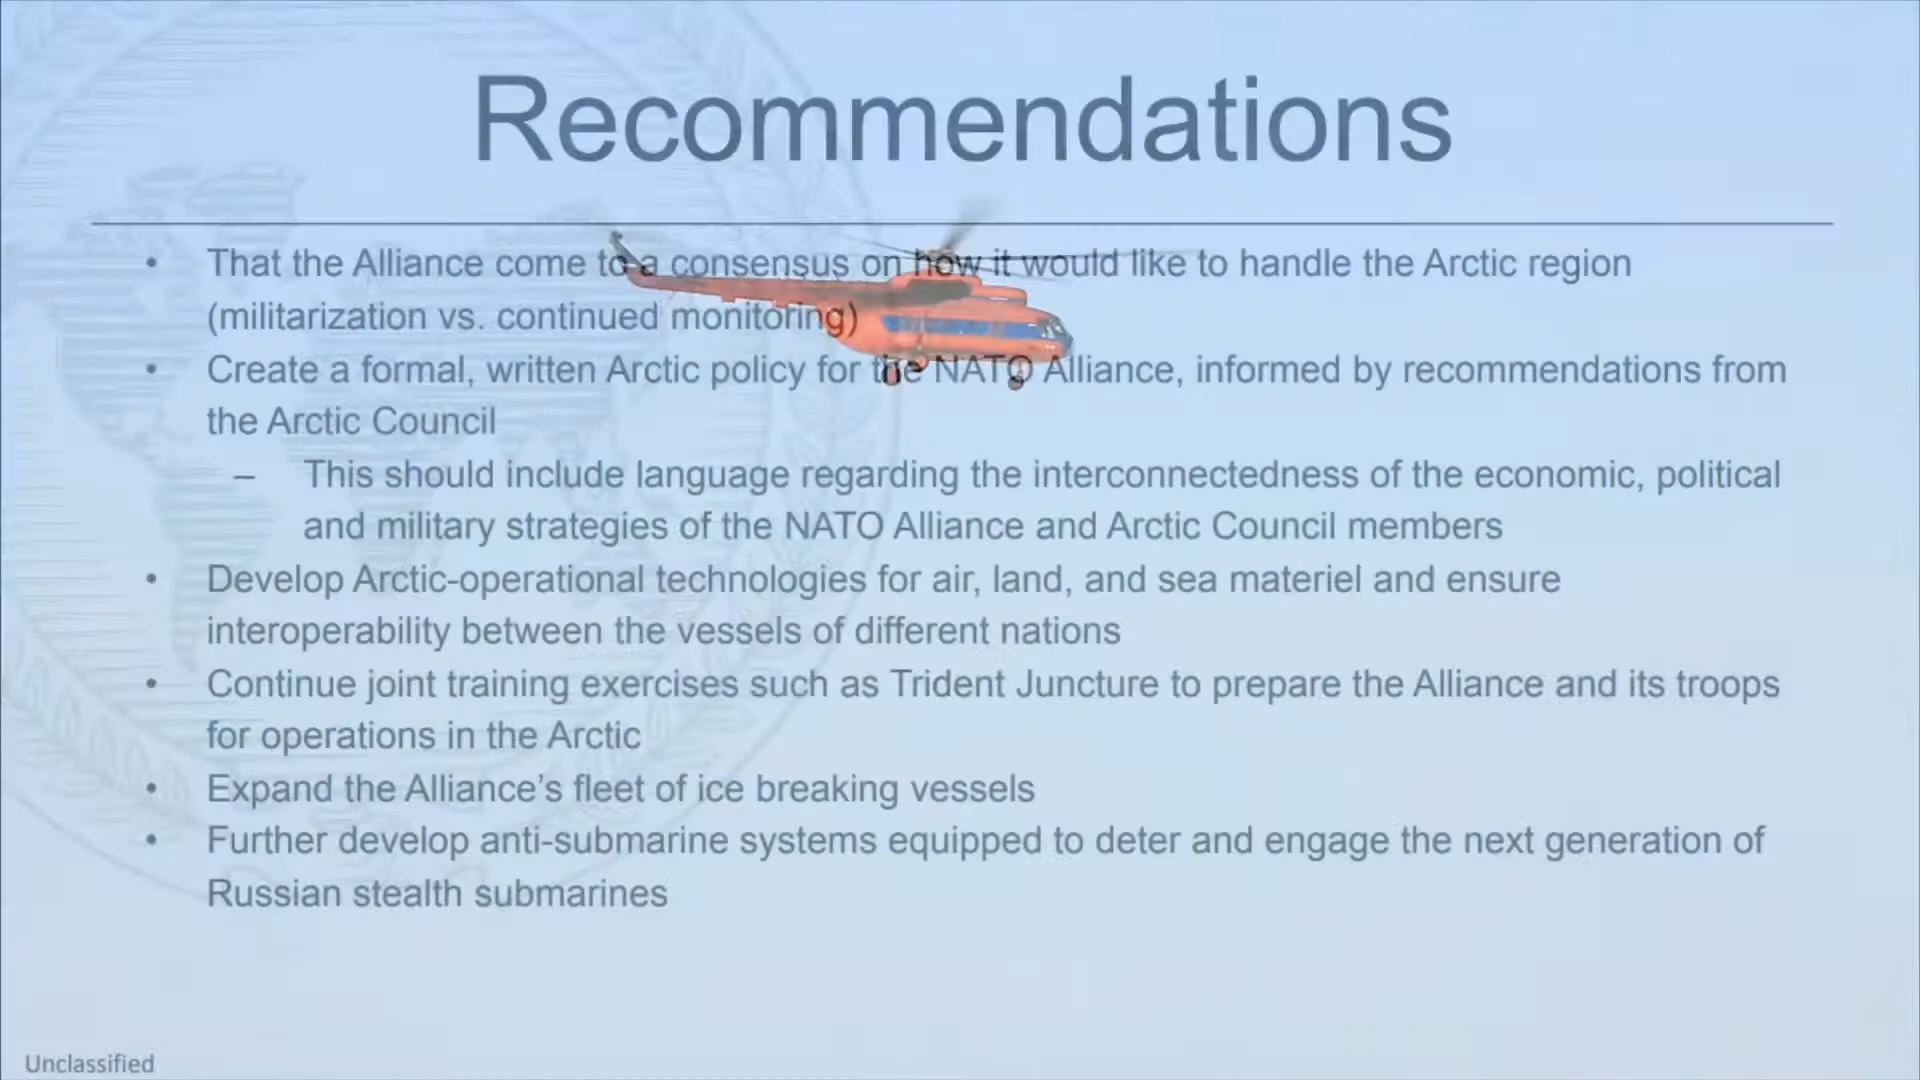 Recommendations
• That the Alliance come to a consensus on how it would like to handle the Arctic region
(militarization vs. continued monitoring)
• Create a formal, written Arctic policy for the NATO Alliance, informed by recommendations from
the Arctic Council
– This should include language regarding the interconnectedness of the economic, political
and military strategies of the NATO Alliance and Arctic Council members
• Develop Arctic-operational technologies for air, land, and sea materiel and ensure
interoperability between the vessels of different nations
• Continue joint training exercises such as Trident Juncture to prepare the Alliance and its troops
for operations in the Arctic
• Expand the Alliance’s fleet of ice breaking vessels
• Further develop anti-submarine systems equipped to deter and engage the next generation of
Russian stealth submarines
Unclassified